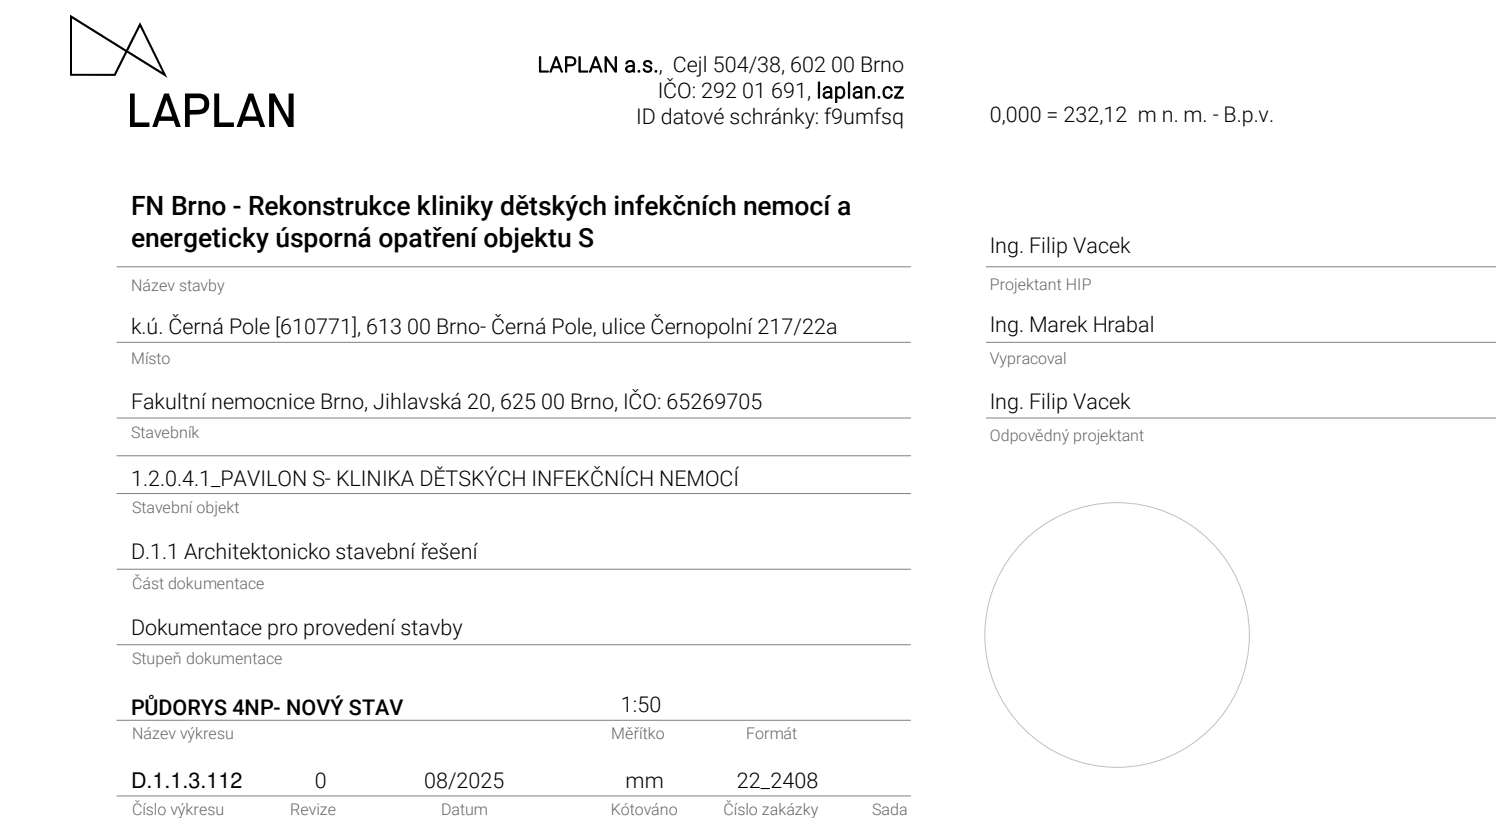 LAPLAN
LAPLAN a.s., Cejl 504/38, 602 00 Brno
IČO: 292 01 691, laplan.cz
ID datové schránky: f9umfsq
0,000 = 232,12 m n. m. - B.p.v.
FN Brno - Rekonstrukce kliniky dětských infekčních nemocí a
energeticky úsporná opatření objektu S
Název stavby
k.ú. Černá Pole [610771], 613 00 Brno- Černá Pole, ulice Černopolní 217/22a
Místo
Fakultní nemocnice Brno, Jihlavská 20, 625 00 Brno, IČO: 65269705
Stavebník
1.2.0.4.1_PAVILON S- KLINIKA DĚTSKÝCH INFEKČNÍCH NEMOCÍ
Stavební objekt
D.1.1 Architektonicko stavební řešení
Část dokumentace
Dokumentace pro provedení stavby
Stupeň dokumentace
PŮDORYS 4NP- NOVÝ STAV 1:50
Název výkresu Měřítko Formát
D.1.1.3.112 0 08/2025 mm 22_2408
Číslo výkresu Revize Datum Kótováno Číslo zakázky Sada
Ing. Filip Vacek
Projektant HIP
Ing. Marek Hrabal
Vypracoval
Ing. Filip Vacek
Odpovědný projektant